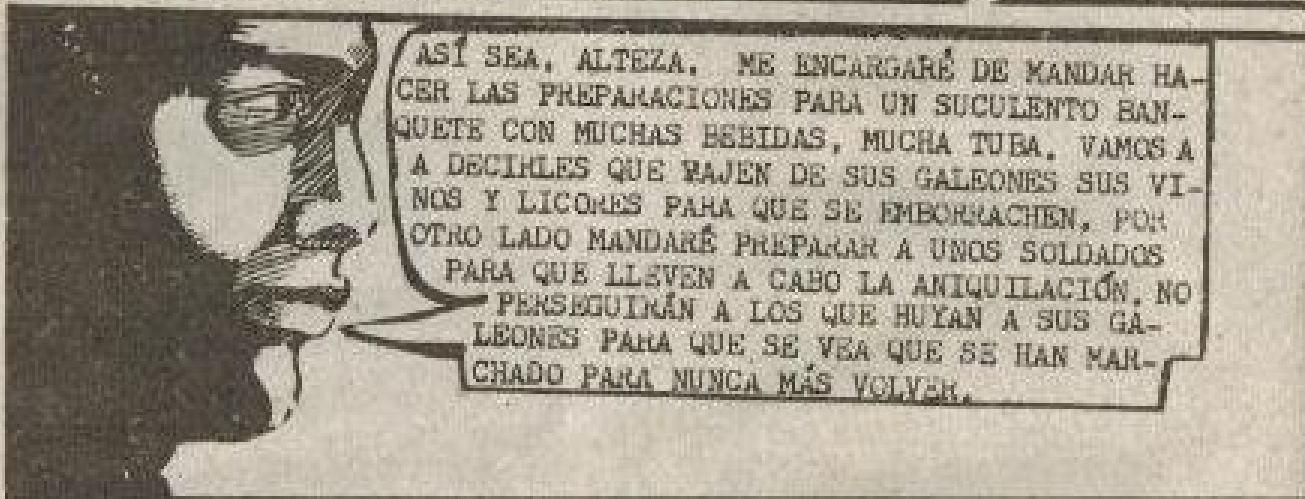 ASÍ SEA, ALTEZA. ME ENCARGARÉ DE MANDAR HA-
CER LAS PREPARACIONES PARA UN SUCULENTO BAN-
QUETE CON MUCHAS BEBIDAS, MUCHA TUBA. VAMOS A
A DECIRLES QUE BAJEN DE SUS GALEONES SUS VI-
NOS Y LICORES PARA QUE SE EMBORRACHEN, POR
OTRO LADO MANDARÉ PREPARAR A UNOS SOLDADOS
PARA QUE LLEVEN A CABO LA ANIQUILACIÓN. NO
PERSEGUIRÁN A LOS QUE HUYAN A SUS GA-
LEONES PARA QUE SE VEA QUE SE HAN MAR-
CHADO PARA NUNCA MÁS VOLVER.